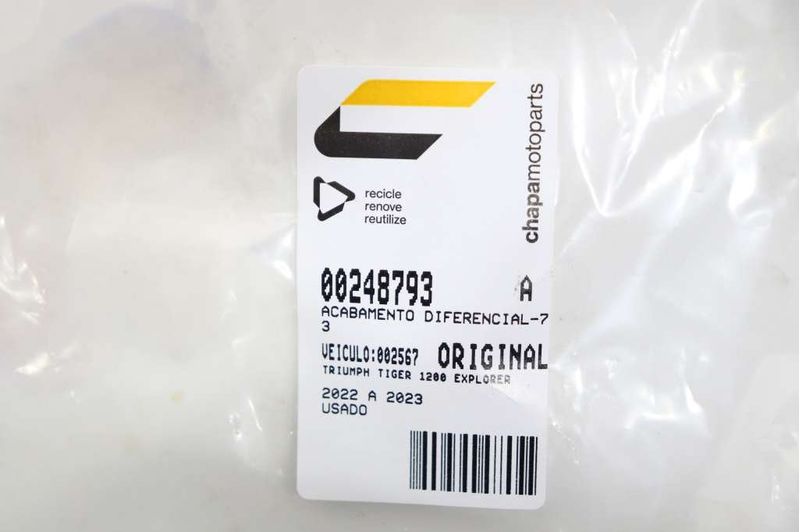 chapamotoparts
recicle
renove
reutilize
00248793 A
ACABAMENTO DIFERENCIAL-7
3
VEICULO:002567 ORIGINAL
TRIUMPH TIGER 1200 EXPLORER
2022 A 2023
USADO